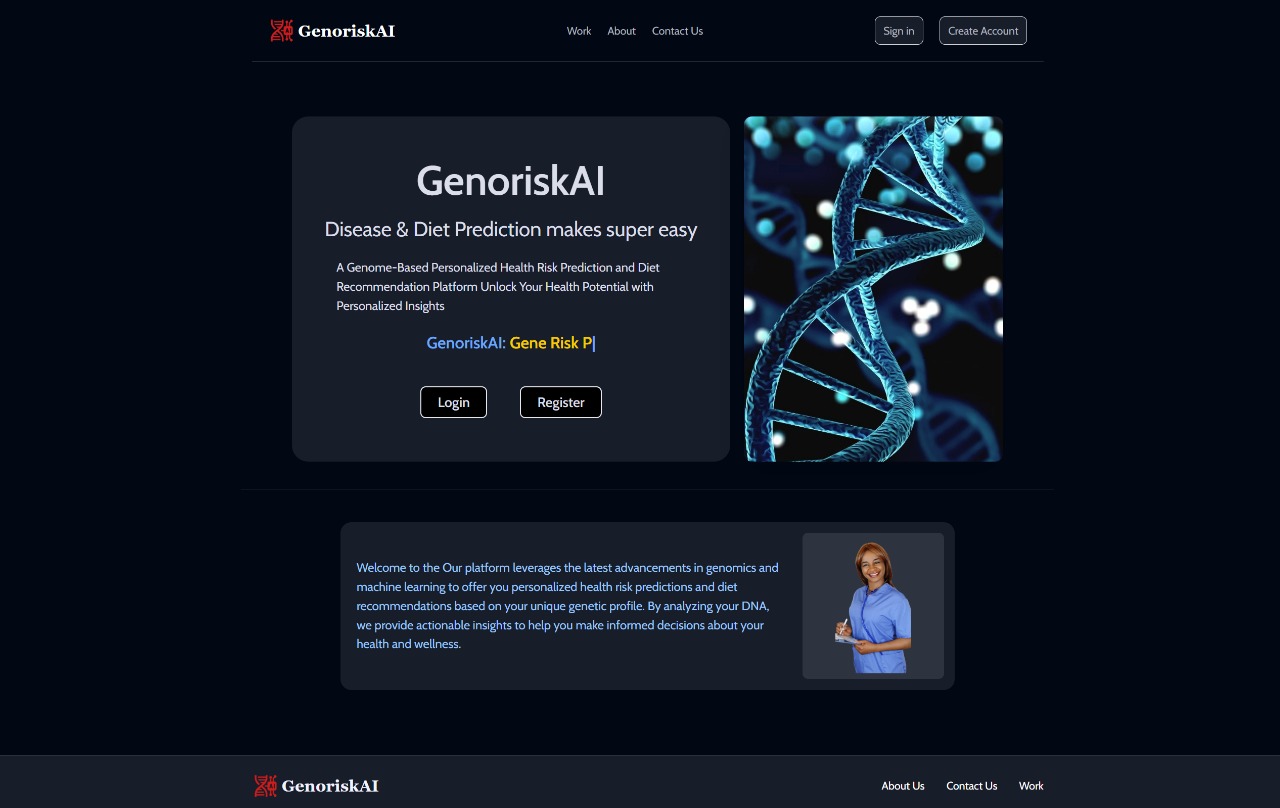 GenoriskAI
Work About Contact Us
Sign in Create Account
GenoriskAI
Disease & Diet Prediction makes super easy
A Genome-Based Personalized Health Risk Prediction and Diet
Recommendation Platform Unlock Your Health Potential with
Personalized Insights
GenoriskAI: Gene Risk P
Login Register
Welcome to the Our platform leverages the latest advancements in genomics and
machine learning to offer you personalized health risk predictions and diet
recommendations based on your unique genetic profile. By analyzing your DNA,
we provide actionable insights to help you make informed decisions about your
health and wellness.
GenoriskAI
About Us Contact Us Work